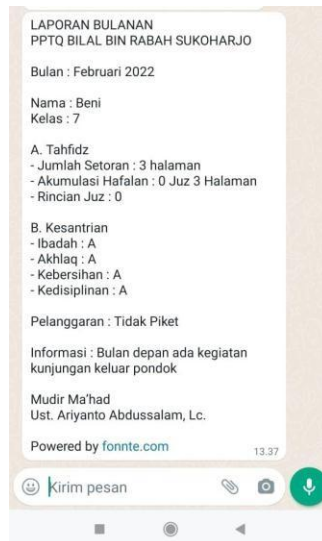 LAPORAN BULANAN
PPTQ BILAL BIN RABAH SUKOHARJO
Bulan : Februari 2022
Nama : Beni
Kelas : 7
A. Tahfidz
- Jumlah Setoran : 3 halaman
- Akumulasi Hafalan : 0 Juz 3 Halaman
- Rincian Juz : 0
B. Kesantrian
- Ibadah : A
- Akhlaq : A
- Kebersihan : A
- Kedisiplinan : A
Pelanggaran : Tidak Piket
Informasi : Bulan depan ada kegiatan
kunjungan keluar pondok
Mudir Ma'had
Ust. Ariyanto Abdussalam, Lc.
Powered by fonnte.com
13.37
Kirim pesan